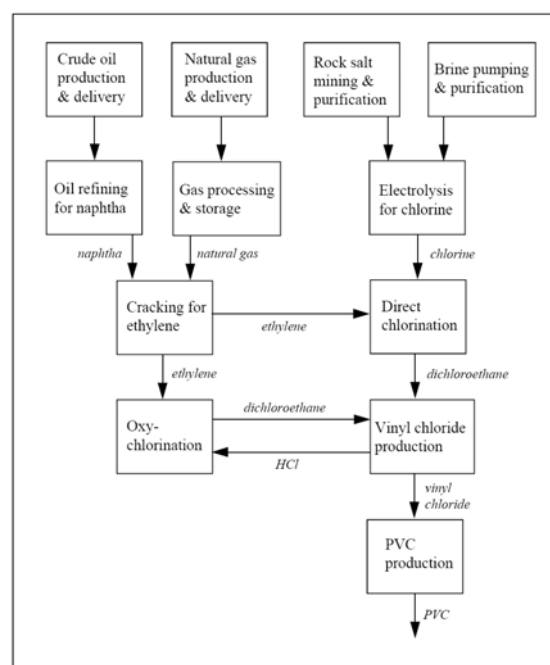 Crude oil
production
& delivery
Natural gas
production
& delivery
Rock salt
mining &
purification
Brine pumping
& purification
Oil refining
for naphtha
Gas processing
& storage
Electrolysis
for chlorine
naphtha
natural gas
chlorine
Cracking for
ethylene
ethylene
Direct
chlorination
ethylene
dichloroethane
Oxy-
chlorination
dichloroethane
HCl
Vinyl chloride
production
vinyl
chloride
PVC
production
PVC